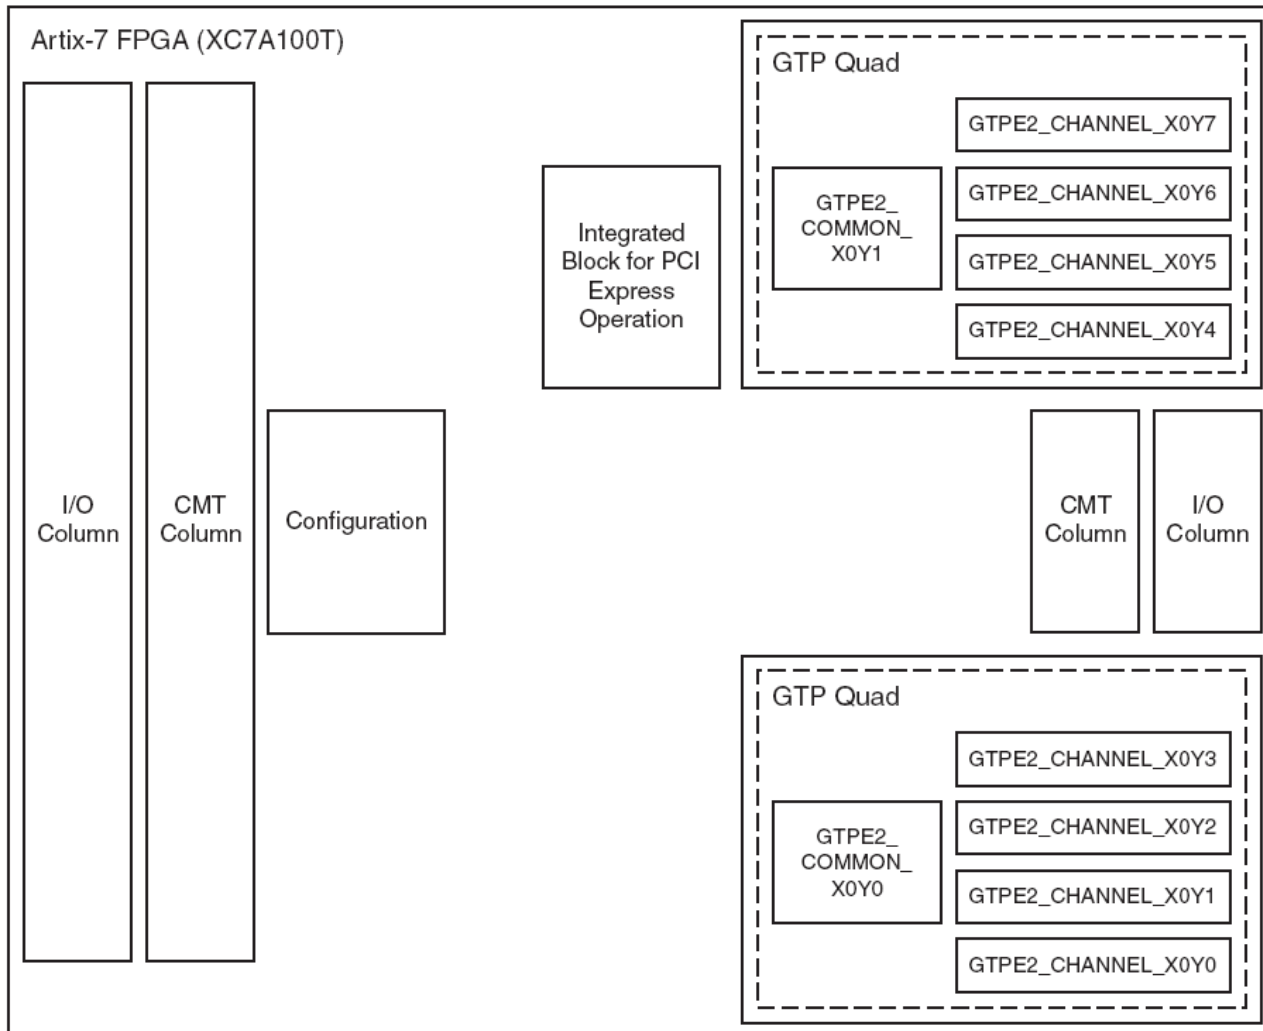 Artix-7 FPGA (XC7A100T)
I/O
Column
CMT
Column
Configuration
Integrated
Block for PCI
Express
Operation
GTP Quad
GTPE2_
COMMON_
X0Y1
GTPE2_CHANNEL_X0Y7
GTPE2_CHANNEL_X0Y6
GTPE2_CHANNEL_X0Y5
GTPE2_CHANNEL_X0Y4
CMT
Column
I/O
Column
GTP Quad
GTPE2_
COMMON_
X0Y0
GTPE2_CHANNEL_X0Y3
GTPE2_CHANNEL_X0Y2
GTPE2_CHANNEL_X0Y1
GTPE2_CHANNEL_X0Y0